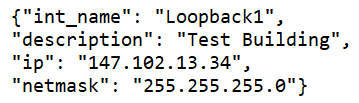 {"int_name": "Loopback1",
"description": "Test Building",
"ip": "147.102.13.34",
"netmask": "255.255.255.0"}